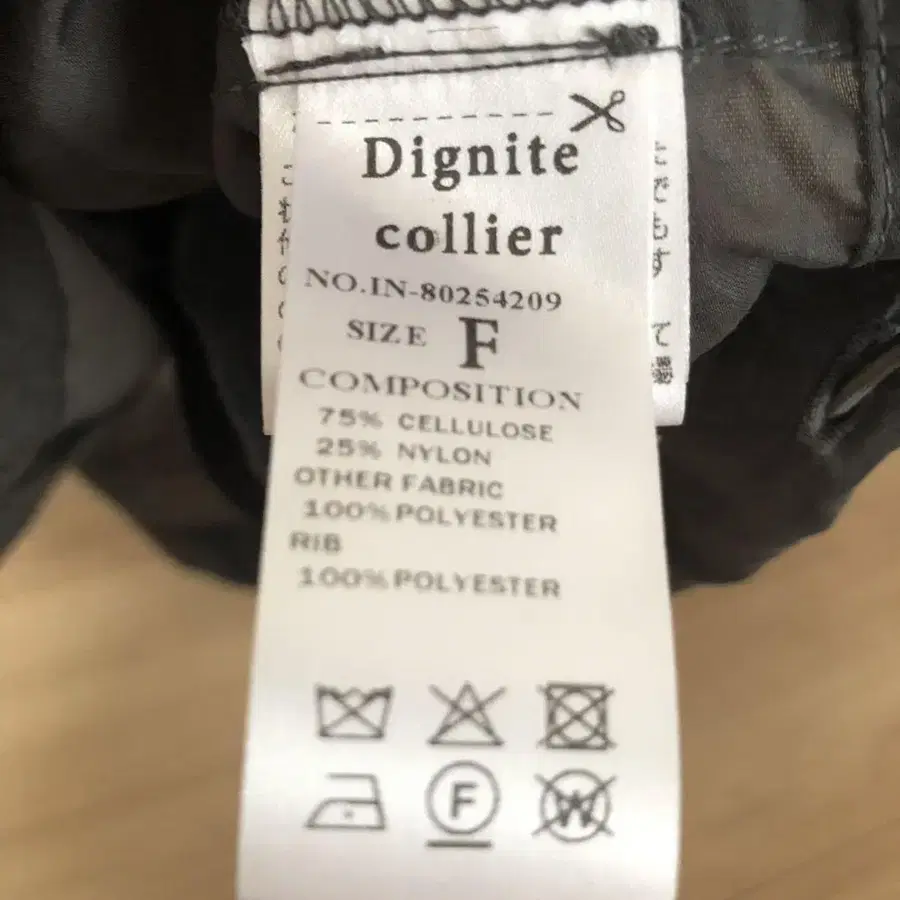 Dignite
collier
NO.IN-80254209
SIZE F
COMPOSITION
75% CELLULOSE
25% NYLON
OTHER FABRIC
100%POLYESTER
RIB
100%POLYESTER
F
W